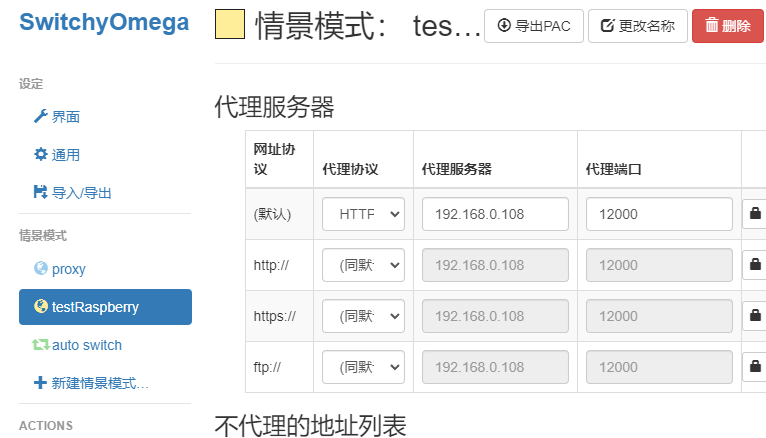 SwitchyOmega
设定
界面
通用
导入/导出
情景模式
proxy
testRaspberry
auto switch
新建情景模式...
ACTIONS
情景模式： tes...
导出PAC
更改名称
删除
代理服务器
网址协议 代理协议 代理服务器 代理端口
(默认) HTTP 192.168.0.108 12000
http:// (同默 192.168.0.108 12000
https:// (同默 192.168.0.108 12000
ftp:// (同默 192.168.0.108 12000
不代理的地址列表